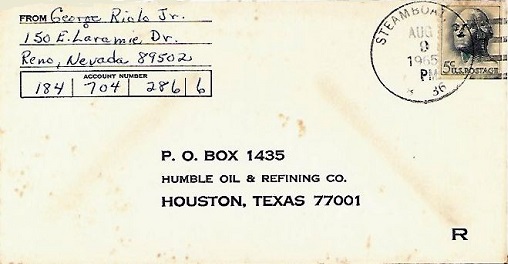 FROM George Rialo Jr.
150 E. Laramie Dr.
Reno, Nevada 89502
ACCOUNT NUMBER
184 704 286 6
STEAMBOAT
AUG
9
1965
PM
5¢ U.S. POSTAGE
P. O. BOX 1435
HUMBLE OIL & REFINING CO.
HOUSTON, TEXAS 77001
R